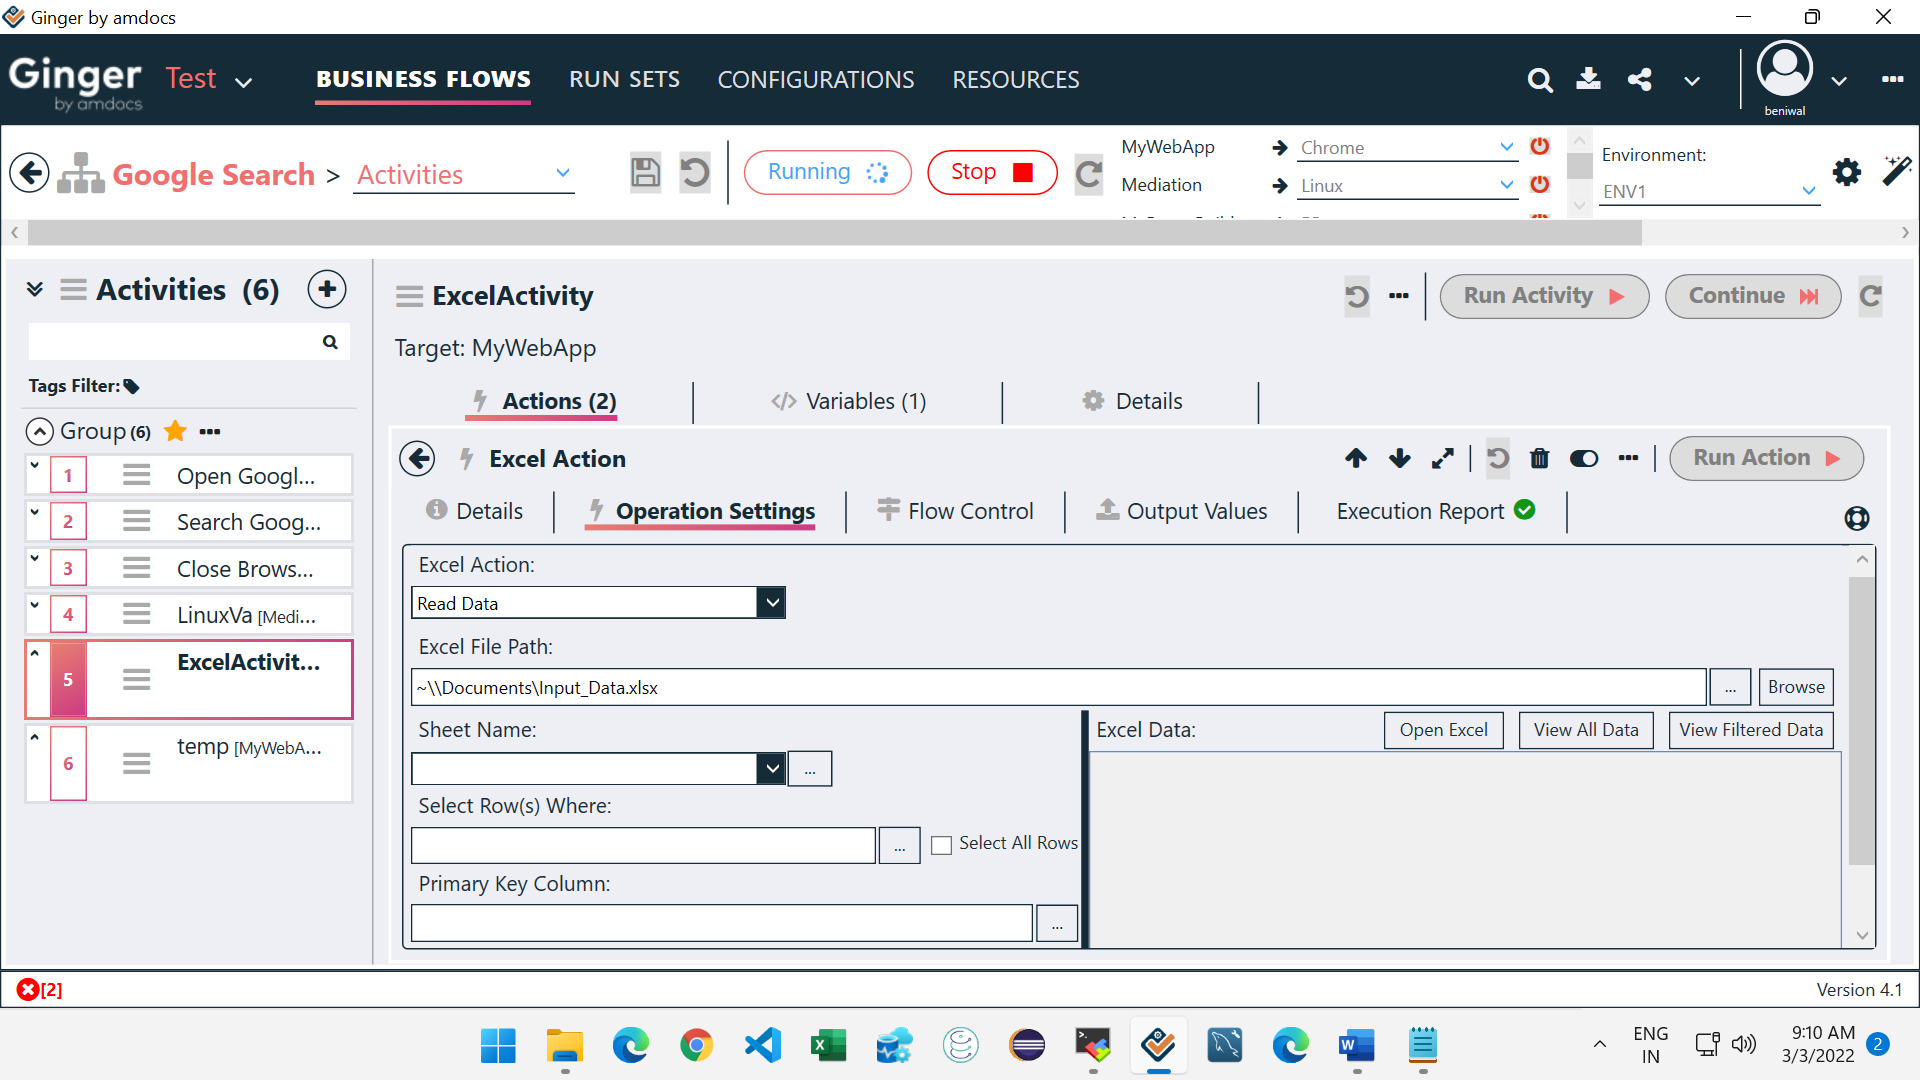 Ginger by amdocs
Ginger by amdocs
Test
BUSINESS FLOWS
RUN SETS
CONFIGURATIONS
RESOURCES
beniwal
Google Search > Activities
Running
Stop
MyWebApp
Chrome
Mediation
Linux
Environment:
ENV1
Activities (6)
Tags Filter:
Group (6)
1 Open Googl...
2 Search Goog...
3 Close Brows...
4 LinuxVa [Medi...
5 ExcelActivit...
6 temp [MyWebA...
ExcelActivity
Run Activity
Continue
Target: MyWebApp
Actions (2)
</> Variables (1)
Details
Excel Action
Run Action
Details
Operation Settings
Flow Control
Output Values
Execution Report
Excel Action:
Read Data
Excel File Path:
~\\Documents\Input_Data.xlsx
...
Browse
Sheet Name:
...
Excel Data:
Open Excel
View All Data
View Filtered Data
Select Row(s) Where:
...
Select All Rows
Primary Key Column:
...
[2]
Version 4.1
ENG
IN
9:10 AM
3/3/2022
2